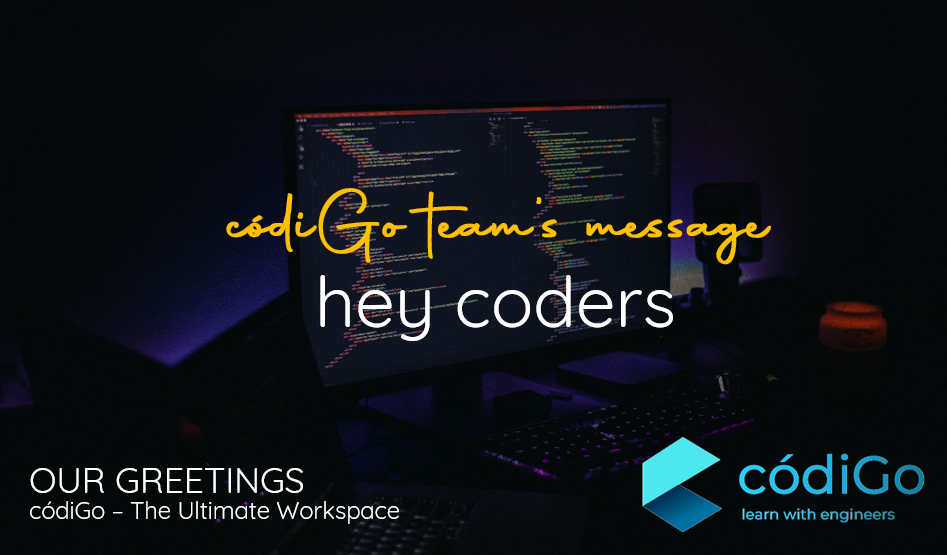 códiGo team's message
hey coders
OUR GREETINGS
códiGo – The Ultimate Workspace
códiGo
learn with engineers